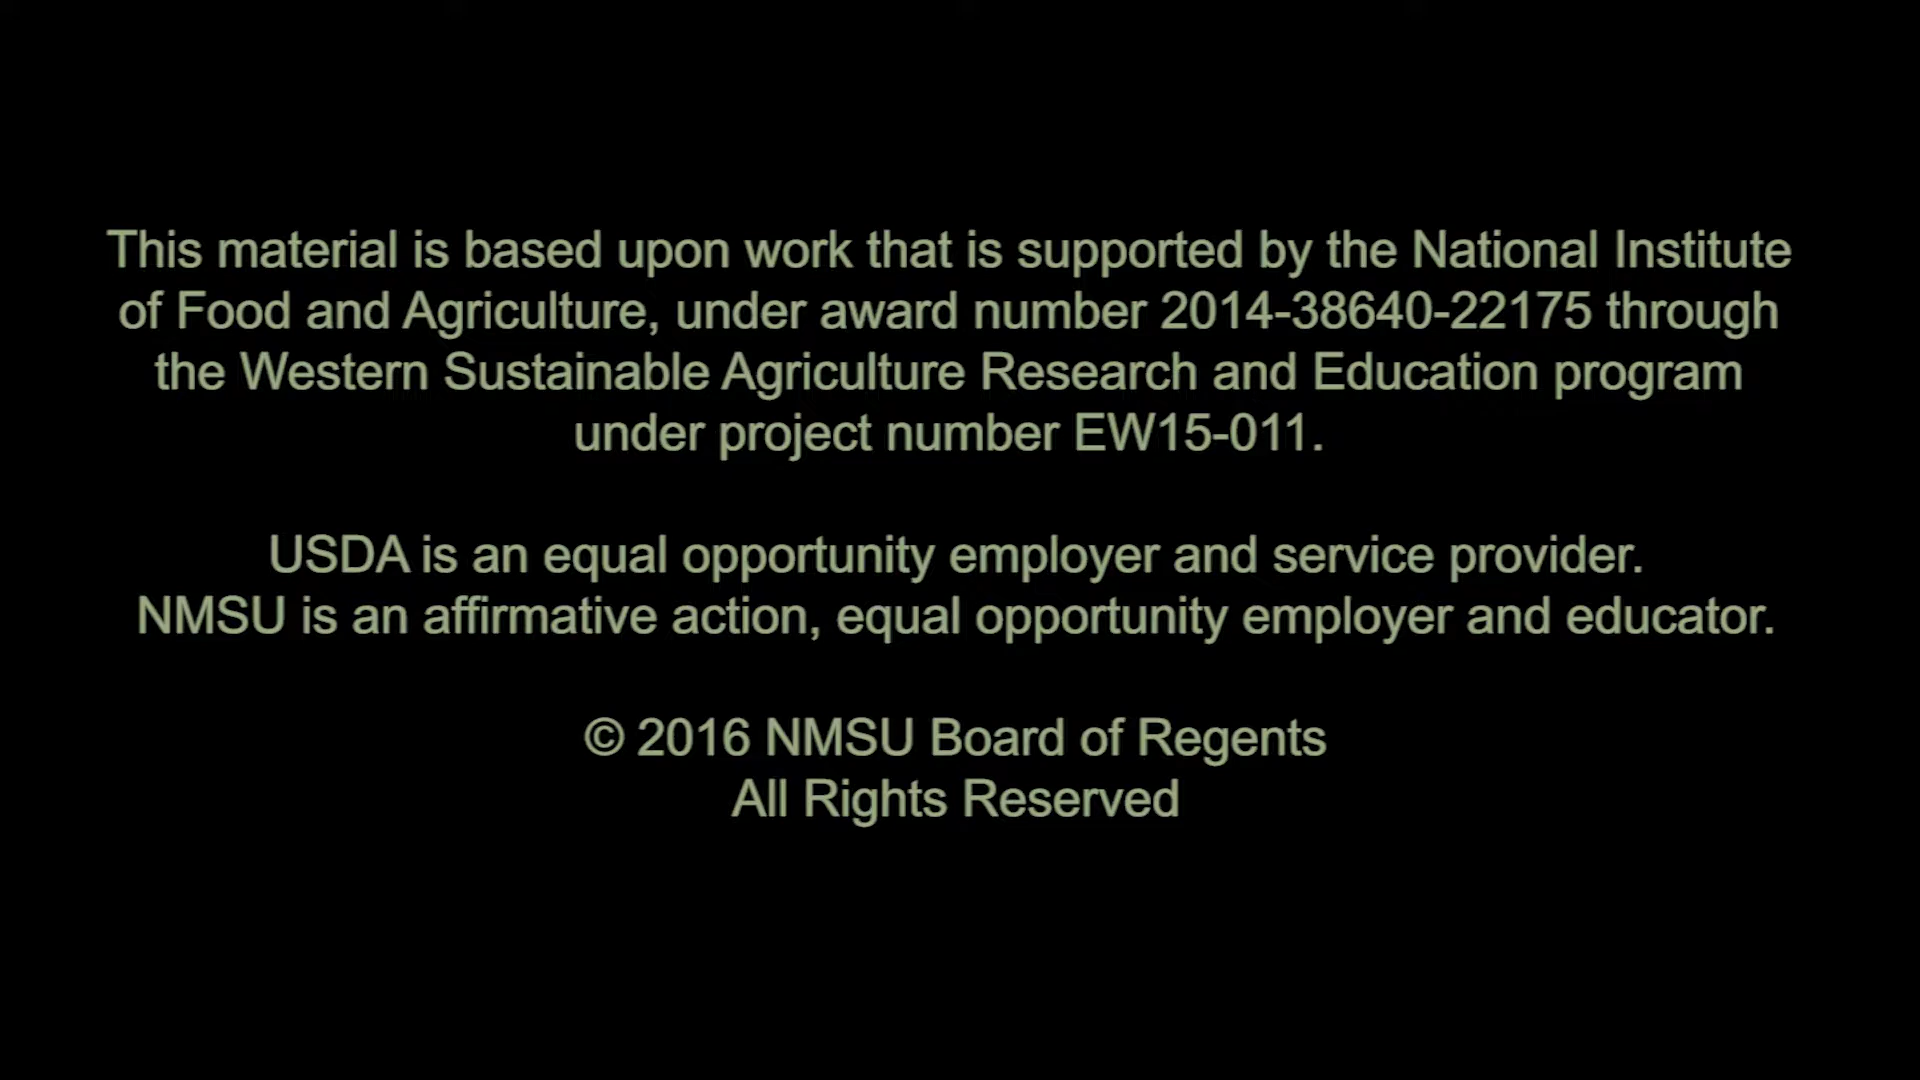 This material is based upon work that is supported by the National Institute
of Food and Agriculture, under award number 2014-38640-22175 through
the Western Sustainable Agriculture Research and Education program
under project number EW15-011.
USDA is an equal opportunity employer and service provider.
NMSU is an affirmative action, equal opportunity employer and educator.
© 2016 NMSU Board of Regents
All Rights Reserved